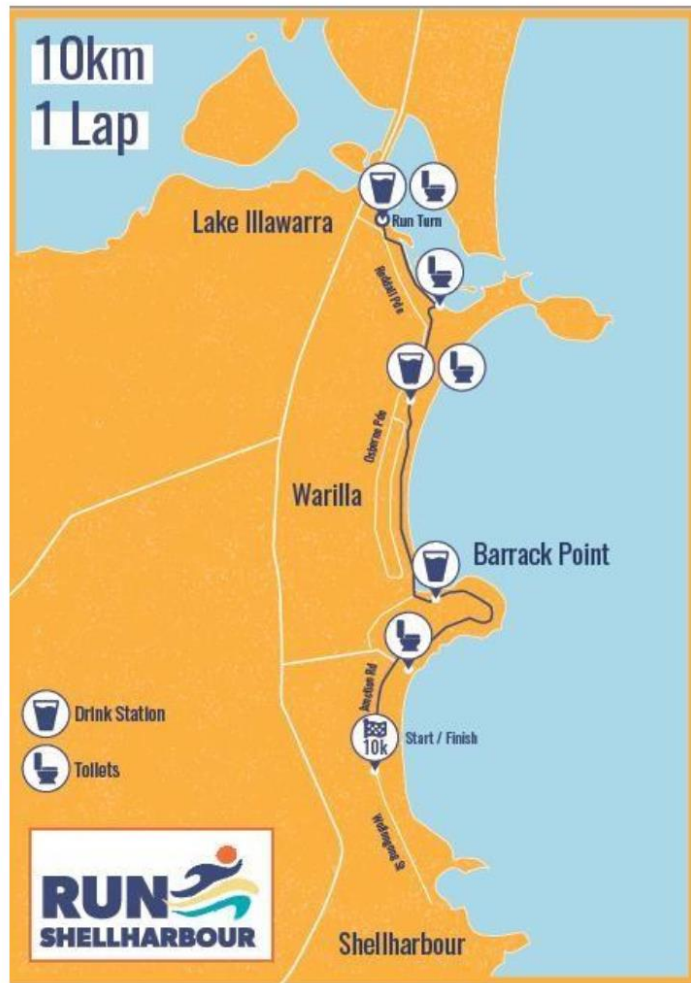 10km
1 Lap
Lake Illawarra
Run Turn
Reddall Pde
Osborne Pde
Warilla
Barrack Point
Junction Rd
Drink Station
10k
Start / Finish
Toilets
Wollongong St
RUN
SHELLHARBOUR
Shellharbour